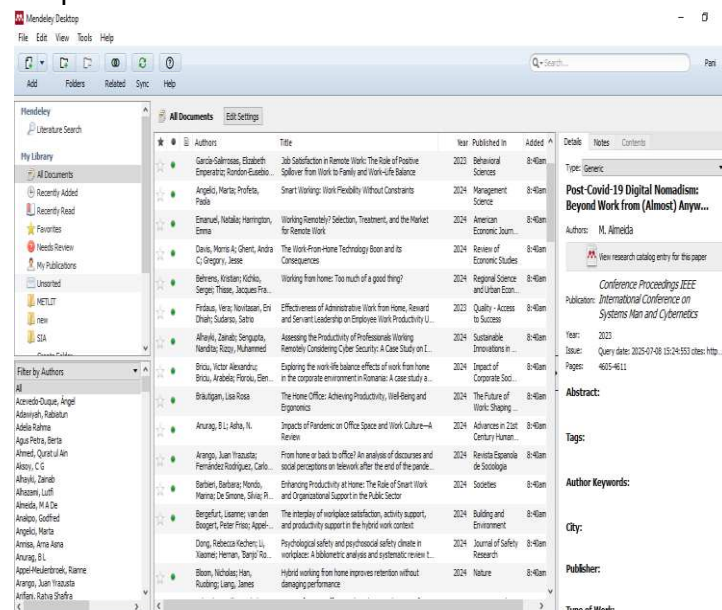 Mendeley Desktop
File Edit View Tools Help
Add Folders Related Sync Help
Search...
Pani
Mendeley
Literature Search
My Library
All Documents
Recently Added
Recently Read
Favorites
Needs Review
My Publications
Unsorted
METLIT
new
SIA
Create Folder
Filter by Authors
All
Acevedo-Duque, Ángel
Adawiyah, Rabiatun
Adela Rahma
Agus Petra, Berta
Ahmed, Qurat ul Ain
Aksoy, C G
Alhayki, Zainab
Alhazami, Lutfi
Almeida, M A De
Analipo, Godfred
Angelici, Marta
Annisa, Arna Asna
Anurag, B L
Appel-Meulenbroek, Rianne
Arango, Juan Yrazusta
Arifiani, Ratya Shafira
All Documents Edit Settings
Authors Title Year Published In Added
García-Salirrosas, Elizabeth Job Satisfaction in Remote Work: The Role of Positive 2023 Behavioral 8:40am
Emperatriz; Rondon-Eusebio... Spillover from Work to Family and Work–Life Balance Sciences
Angelici, Marta; Profeta, Smart Working: Work Flexibility Without Constraints 2024 Management 8:40am
Paola Science
Emanuel, Natalia; Harrington, Working Remotely? Selection, Treatment, and the Market 2024 American 8:40am
Emma for Remote Work Economic Journ...
Davis, Morris A; Ghent, Andra The Work-From-Home Technology Boon and its 2024 Review of 8:40am
C; Gregory, Jesse Consequences Economic Studies
Behrens, Kristian; Kichko, Working from home: Too much of a good thing? 2024 Regional Science 8:40am
Sergei; Thisse, Jacques Fra... and Urban Econ...
Firdaus, Vera; Novitasari, Eni Effectiveness of Administrative Work from Home, Reward 2023 Quality - Access 8:40am
Dhiah; Sudarso, Satno and Servant Leadership on Employee Work Productivity U... to Success
Alhayki, Zainab; Sengupta, Assessing the Productivity of Professionals Working 2024 Sustainable 8:40am
Nandita; Rizqy, Muhammed Remotely Considering Cyber Security: A Case Study on I... Innovations in ...
Briciu, Victor Alexandru; Exploring the work-life balance effects of work from home 2024 Impact of 8:40am
Briciu, Arabela; Floroiu, Elen... in the corporate environment in Romania: A case study a... Corporate Soci...
Bräutigam, Lisa Rosa The Home Office: Achieving Productivity, Well-Being and 2024 The Future of 8:40am
Ergonomics Work: Shaping ...
Anurag, B L; Asha, N. Impacts of Pandemic on Office Space and Work Culture—A 2024 Advances in 21st 8:40am
Review Century Human...
Arango, Juan Yrazusta; From home or back to office? An analysis of discourses and 2024 Revista Espanola 8:40am
Fernández Rodríguez, Carlo... social perceptions on telework after the end of the pande... de Sociologia
Barbieri, Barbara; Mondo, Enhancing Productivity at Home: The Role of Smart Work 2024 Societies 8:40am
Marina; De Simone, Silvia; Pi... and Organizational Support in the Public Sector
Bergefurt, Lisanne; van den The interplay of workplace satisfaction, activity support, 2024 Building and 8:40am
Boogert, Peter Friso; Appel-... and productivity support in the hybrid work context Environment
Dong, Rebecca Kechen; Li, Psychological safety and psychosocial safety climate in 2024 Journal of Safety 8:40am
Xiaomei; Hernan, 'Banjo' Ro... workplace: A bibliometric analysis and systematic review t... Research
Bloom, Nicholas; Han, Hybrid working from home improves retention without 2024 Nature 8:40am
Ruobing; Liang, James damaging performance
Details Notes Contents
Type: Generic
Post-Covid-19 Digital Nomadism:
Beyond Work from (Almost) Anyw...
Authors: M. Almeida
View research catalog entry for this paper
Conference Proceedings IEEE
Publication: International Conference on
Systems Man and Cybernetics
Year: 2023
Issue: Query date: 2025-07-08 15:24:553 cites: http...
Pages: 4605-4611
Abstract:
Tags:
Author Keywords:
City:
Publisher:
Type of Work: